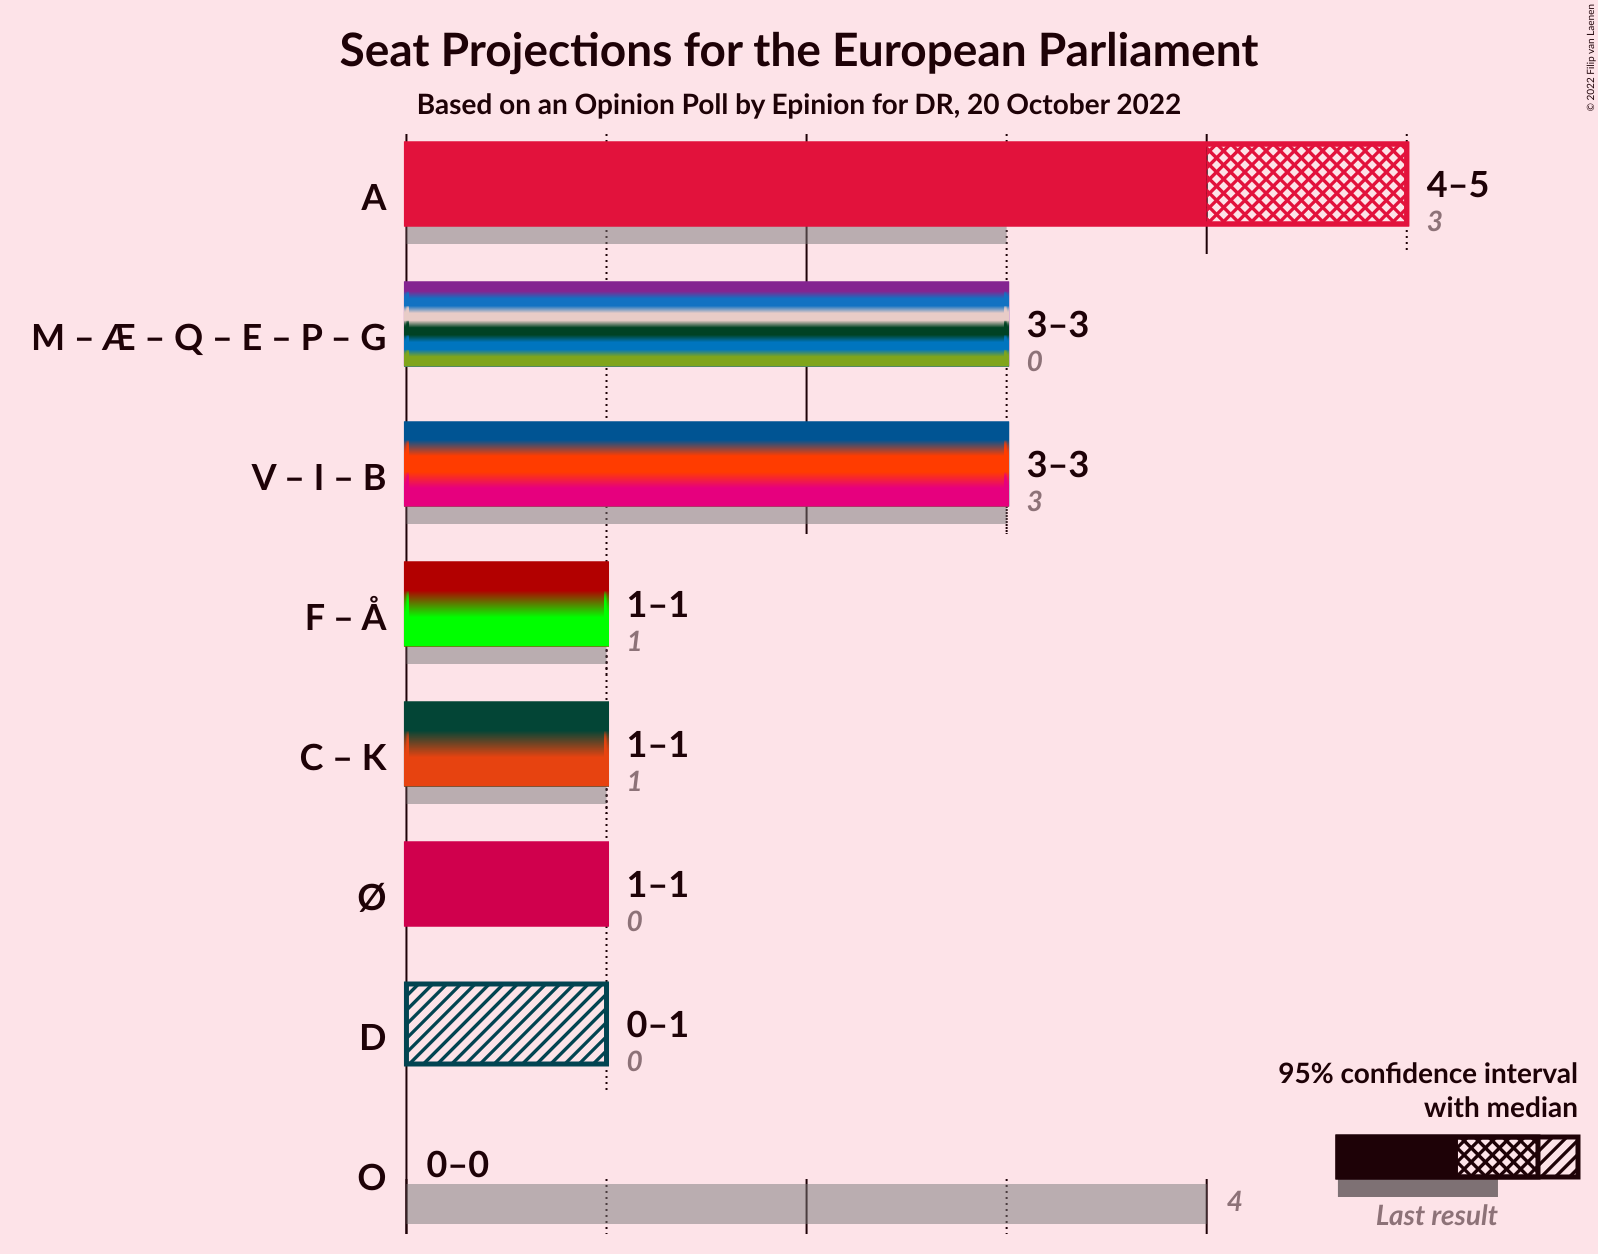 Seat Projections for the European Parliament
Based on an Opinion Poll by Epinion for DR, 20 October 2022
© 2022 Filip van Laenen
A
4–5
3
M – Æ – Q – E – P – G
3–3
0
V – I – B
3–3
3
F – Å
1–1
1
C – K
1–1
1
Ø
1–1
0
D
0–1
0
O
0–0
4
95% confidence interval
with median
Last result